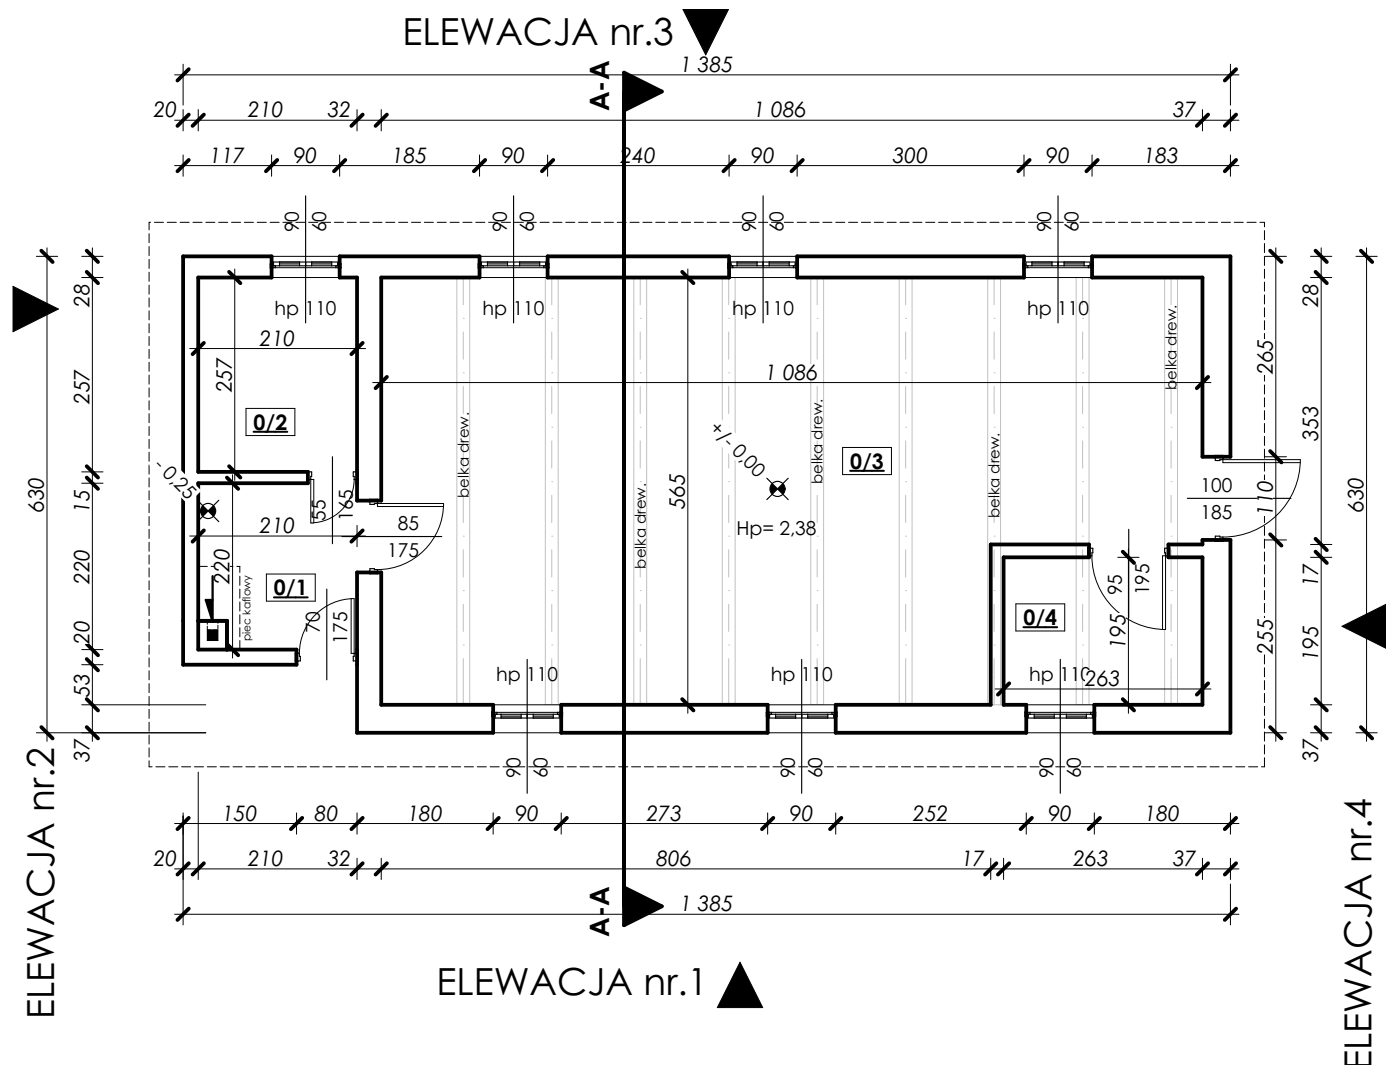 ELEWACJA nr.3
A-A
1 385
20 210 32 1 086 37
117 90 185 90 240 90 300 90 183
90 60 90 60 90 60 90 60
hp 110 hp 110 hp 110 hp 110
28 257 15 220 20 53 37
630
ELEWACJA nr.2
28 353 17 195 37
265 110 255
630
ELEWACJA nr.4
210
257
0/2
- 0,25
55 165
210
220
0/1
piec kaflowy
70 175
85
175
1 086
565
belka drew.
belka drew.
belka drew.
belka drew.
belka drew.
+/- 0,00
0/3
Hp= 2,38
100
185
95 195
195
0/4
263
hp 110 hp 110 hp 110
90 60 90 60 90 60
150 80 180 90 273 90 252 90 180
20 210 32 806 17 263 37
1 385
A-A
ELEWACJA nr.1